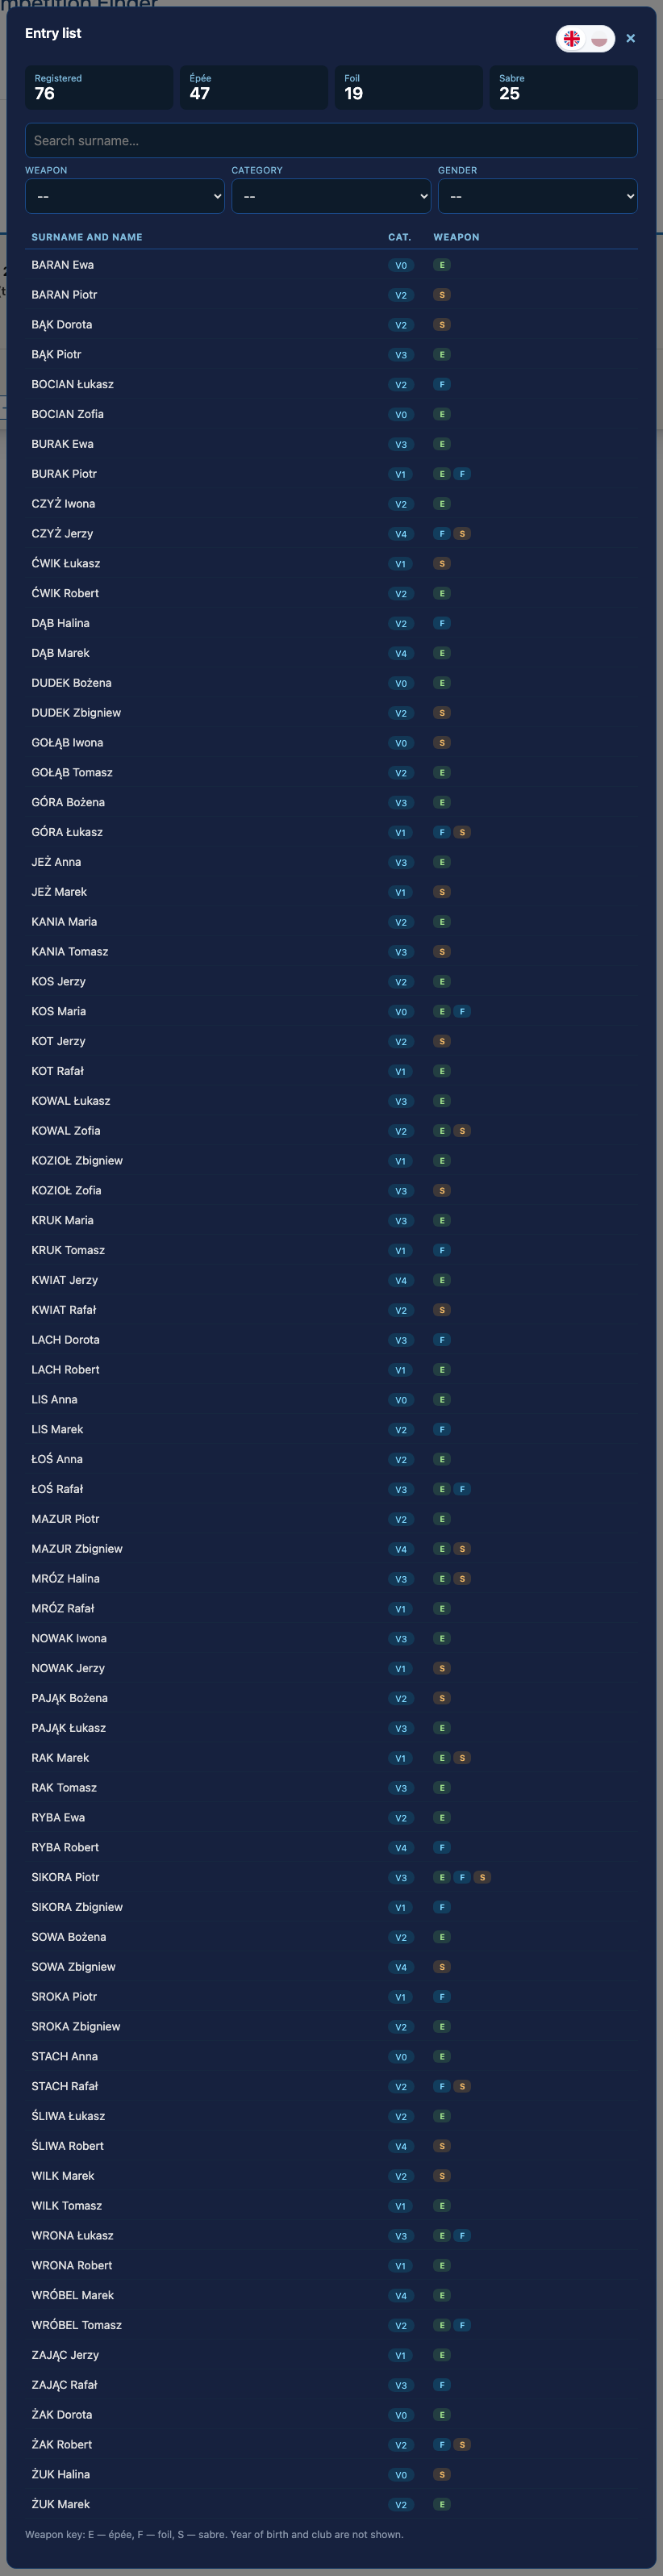 mpetition Finder
Entry list
×
Registered Épée Foil Sabre
76 47 19 25
Search surname...
WEAPON CATEGORY GENDER
-- -- --
SURNAME AND NAME CAT. WEAPON
BARAN Ewa V0 E
BARAN Piotr V2 S
BĄK Dorota V2 S
BĄK Piotr V3 E
BOCIAN Łukasz V2 F
BOCIAN Zofia V0 E
BURAK Ewa V3 E
BURAK Piotr V1 E F
CZYŻ Iwona V2 E
CZYŻ Jerzy V4 F S
ĆWIK Łukasz V1 S
ĆWIK Robert V2 E
DĄB Halina V2 F
DĄB Marek V4 E
DUDEK Bożena V0 E
DUDEK Zbigniew V2 S
GOŁĄB Iwona V0 S
GOŁĄB Tomasz V2 E
GÓRA Bożena V3 E
GÓRA Łukasz V1 F S
JEŻ Anna V3 E
JEŻ Marek V1 S
KANIA Maria V2 E
KANIA Tomasz V3 S
KOS Jerzy V2 E
KOS Maria V0 E F
KOT Jerzy V2 S
KOT Rafał V1 E
KOWAL Łukasz V3 E
KOWAL Zofia V2 E S
KOZIOŁ Zbigniew V1 E
KOZIOŁ Zofia V3 S
KRUK Maria V3 E
KRUK Tomasz V1 F
KWIAT Jerzy V4 E
KWIAT Rafał V2 S
LACH Dorota V3 F
LACH Robert V1 E
LIS Anna V0 E
LIS Marek V2 F
ŁOŚ Anna V2 E
ŁOŚ Rafał V3 E F
MAZUR Piotr V2 E
MAZUR Zbigniew V4 E S
MRÓZ Halina V3 E S
MRÓZ Rafał V1 E
NOWAK Iwona V3 E
NOWAK Jerzy V1 S
PAJĄK Bożena V2 S
PAJĄK Łukasz V3 E
RAK Marek V1 E S
RAK Tomasz V3 E
RYBA Ewa V2 E
RYBA Robert V4 F
SIKORA Piotr V3 E F S
SIKORA Zbigniew V1 F
SOWA Bożena V2 E
SOWA Zbigniew V4 S
SROKA Piotr V1 F
SROKA Zbigniew V2 E
STACH Anna V0 E
STACH Rafał V2 F S
ŚLIWA Łukasz V2 E
ŚLIWA Robert V4 S
WILK Marek V2 S
WILK Tomasz V1 E
WRONA Łukasz V3 E F
WRONA Robert V1 E
WRÓBEL Marek V4 E
WRÓBEL Tomasz V2 E F
ZAJĄC Jerzy V1 E
ZAJĄC Rafał V3 F
ŻAK Dorota V0 E
ŻAK Robert V2 F S
ŻUK Halina V0 S
ŻUK Marek V2 E
Weapon key: E — épée, F — foil, S — sabre. Year of birth and club are not shown.